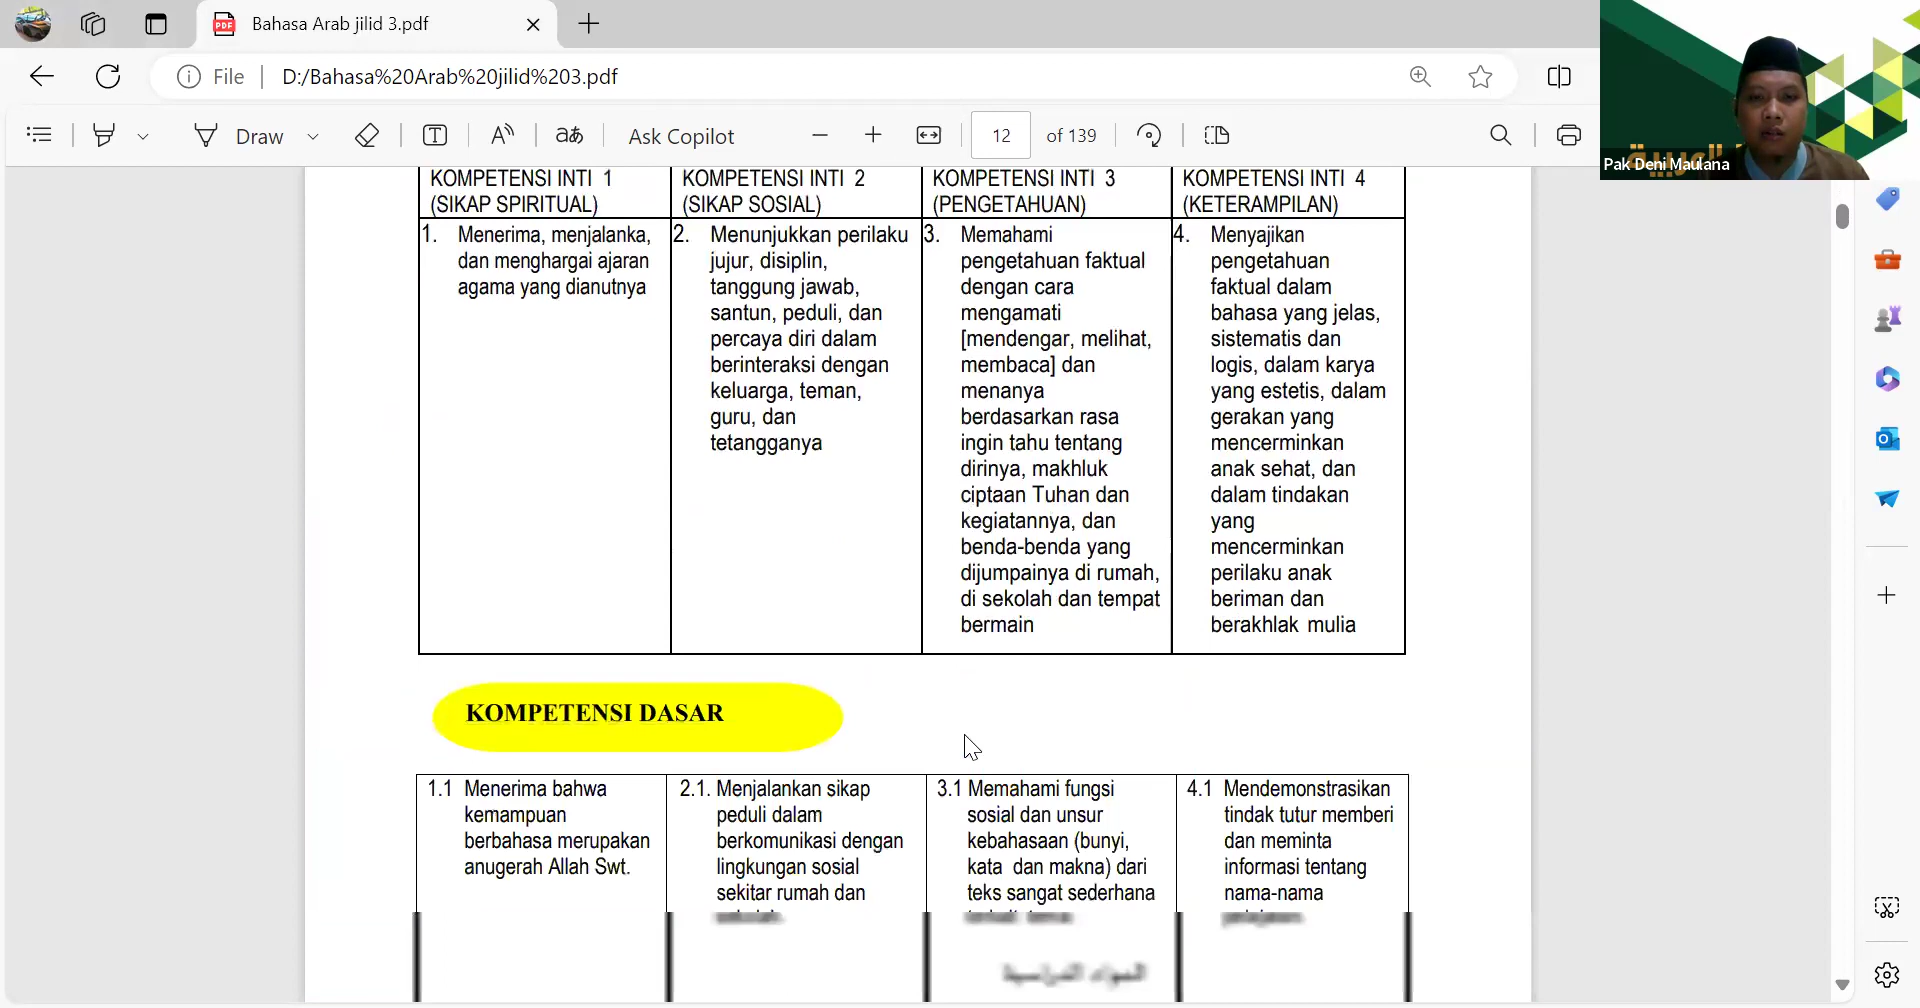 Bahasa Arab jilid 3.pdf
File
D:/Bahasa%20Arab%20jilid%203.pdf
Draw
Ask Copilot
12 of 139
Pak Deni Maulana
KOMPETENSI INTI 1
(SIKAP SPIRITUAL)
KOMPETENSI INTI 2
(SIKAP SOSIAL)
KOMPETENSI INTI 3
(PENGETAHUAN)
KOMPETENSI INTI 4
(KETERAMPILAN)
1. Menerima, menjalanka,
dan menghargai ajaran
agama yang dianutnya
2. Menunjukkan perilaku
jujur, disiplin,
tanggung jawab,
santun, peduli, dan
percaya diri dalam
berinteraksi dengan
keluarga, teman,
guru, dan
tetangganya
3. Memahami
pengetahuan faktual
dengan cara
mengamati
[mendengar, melihat,
membaca] dan
menanya
berdasarkan rasa
ingin tahu tentang
dirinya, makhluk
ciptaan Tuhan dan
kegiatannya, dan
benda-benda yang
dijumpainya di rumah,
di sekolah dan tempat
bermain
4. Menyajikan
pengetahuan
faktual dalam
bahasa yang jelas,
sistematis dan
logis, dalam karya
yang estetis, dalam
gerakan yang
mencerminkan
anak sehat, dan
dalam tindakan
yang
mencerminkan
perilaku anak
beriman dan
berakhlak mulia
KOMPETENSI DASAR
1.1 Menerima bahwa
kemampuan
berbahasa merupakan
anugerah Allah Swt.
2.1. Menjalankan sikap
peduli dalam
berkomunikasi dengan
lingkungan sosial
sekitar rumah dan
3.1 Memahami fungsi
sosial dan unsur
kebahasaan (bunyi,
kata dan makna) dari
teks sangat sederhana
4.1 Mendemonstrasikan
tindak tutur memberi
dan meminta
informasi tentang
nama-nama